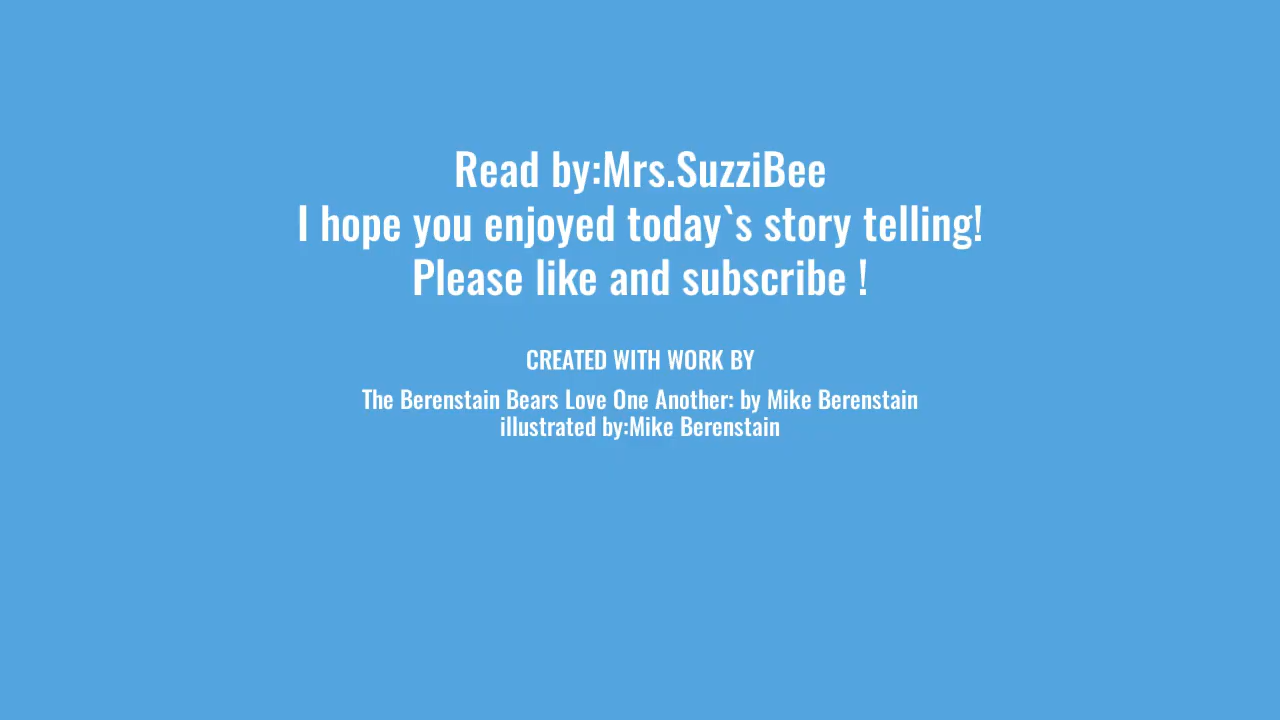 Read by:Mrs.SuzziBee
I hope you enjoyed today`s story telling!
Please like and subscribe !
CREATED WITH WORK BY
The Berenstain Bears Love One Another: by Mike Berenstain
illustrated by:Mike Berenstain